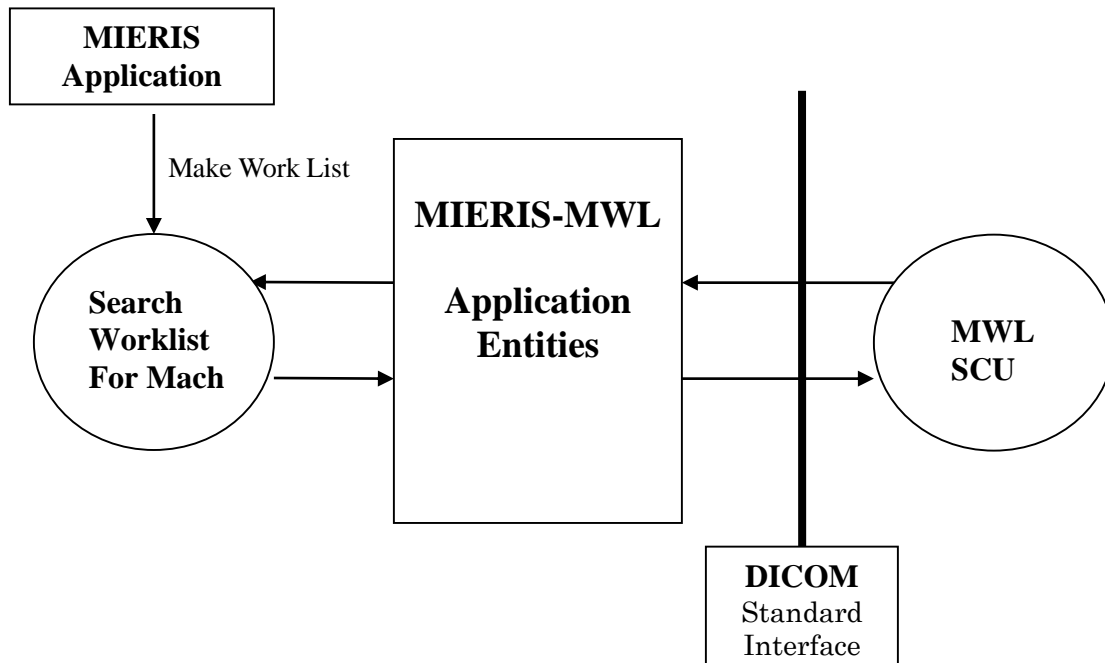 MIERIS
Application
Make Work List
MIERIS-MWL
Application
Entities
Search
Worklist
For Mach
MWL
SCU
DICOM
Standard
Interface